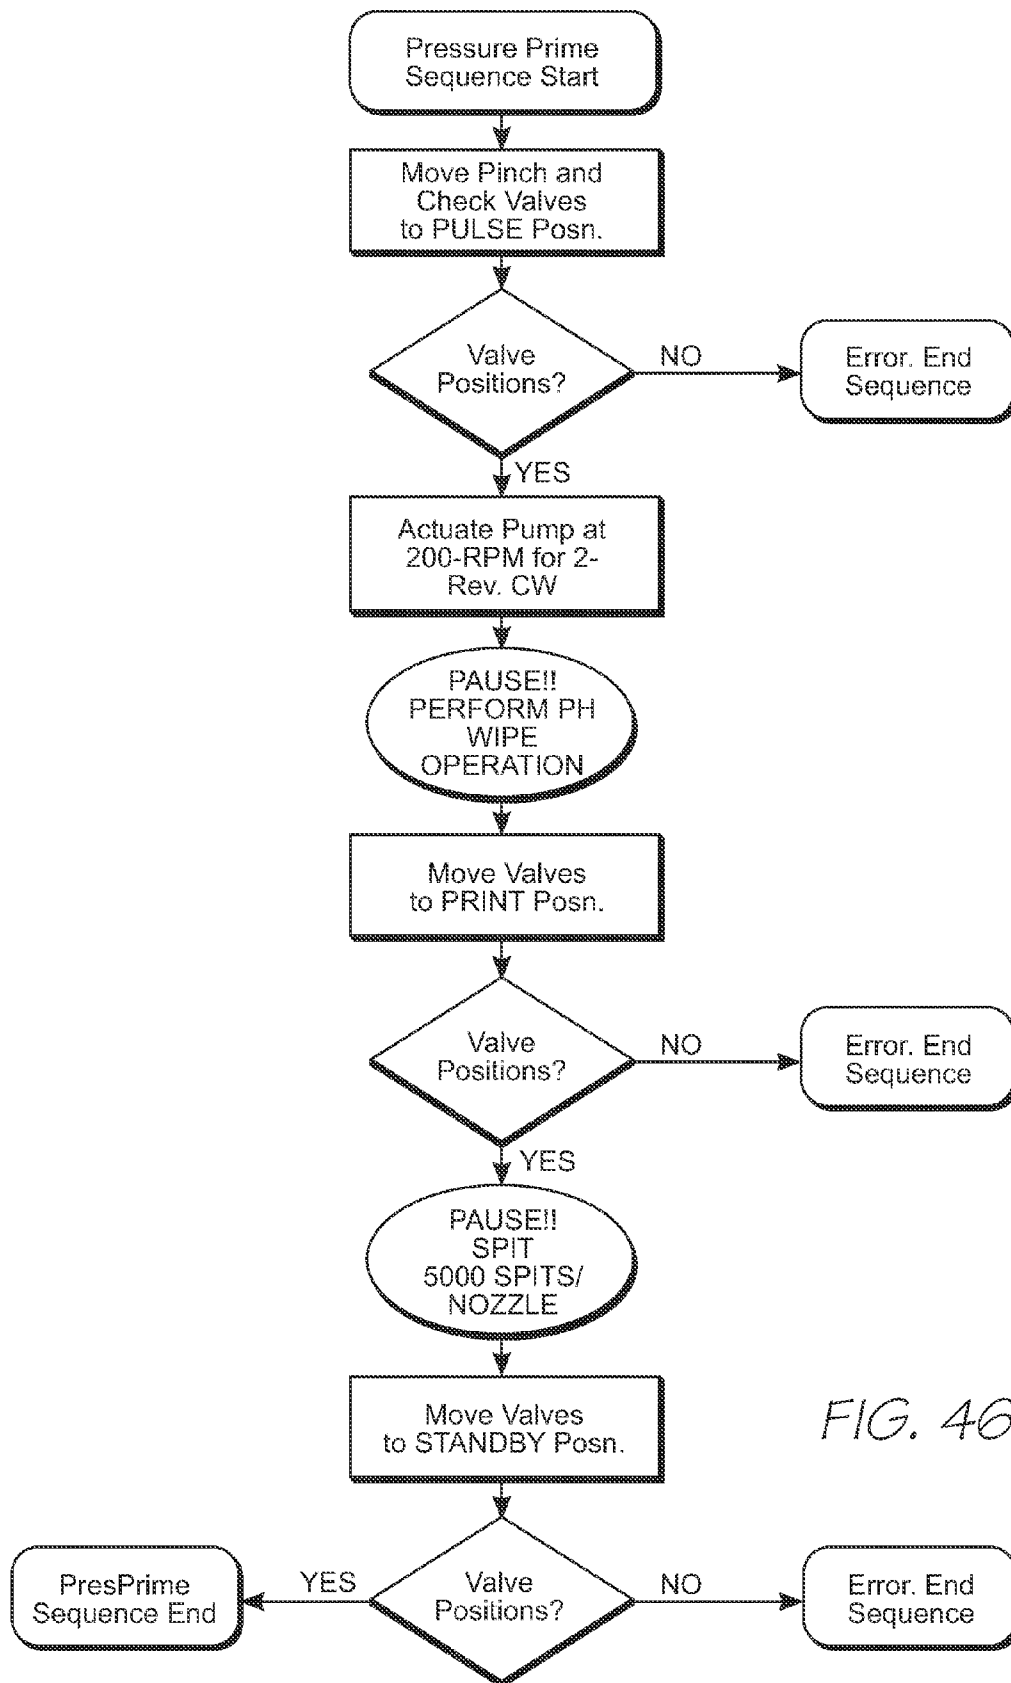 Pressure Prime
Sequence Start
Move Pinch and
Check Valves
to PULSE Posn.
Valve
Positions?
NO
Error. End
Sequence
YES
Actuate Pump at
200-RPM for 2-
Rev. CW
PAUSE!!
PERFORM PH
WIPE
OPERATION
Move Valves
to PRINT Posn.
Valve
Positions?
NO
Error. End
Sequence
YES
PAUSE!!
SPIT
5000 SPITS/
NOZZLE
Move Valves
to STANDBY Posn.
FIG. 46
PresPrime
Sequence End
YES
Valve
Positions?
NO
Error. End
Sequence